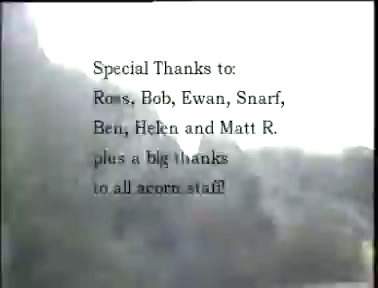 Special Thanks to:
Ross, Bob, Ewan, Snarf,
Ben, Helen and Matt R.
plus a big thanks
to all acorn staff!